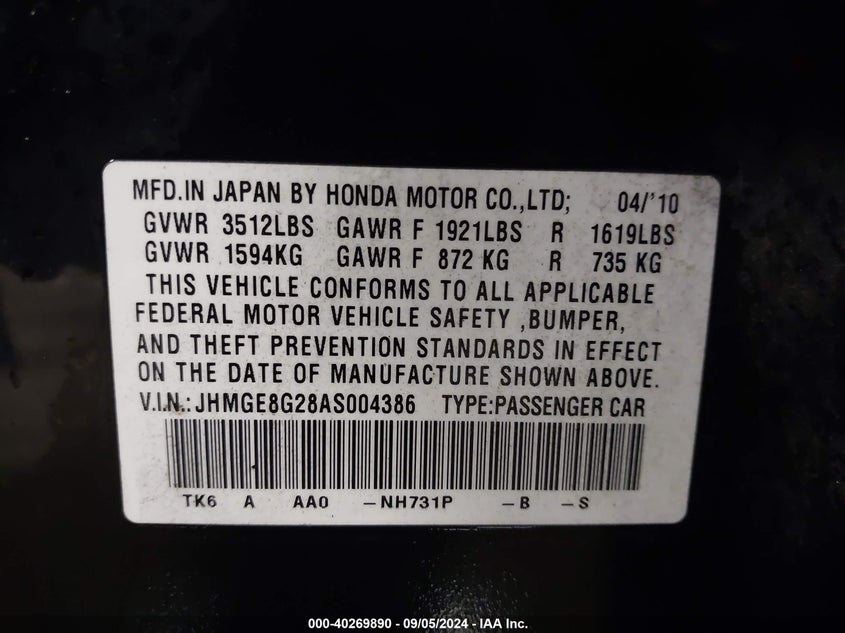 MFD.IN JAPAN BY HONDA MOTOR CO.,LTD; 04/'10
GVWR 3512LBS GAWR F 1921LBS R 1619LBS
GVWR 1594KG GAWR F 872 KG R 735 KG
THIS VEHICLE CONFORMS TO ALL APPLICABLE
FEDERAL MOTOR VEHICLE SAFETY ,BUMPER,
AND THEFT PREVENTION STANDARDS IN EFFECT
ON THE DATE OF MANUFACTURE SHOWN ABOVE.
V.I.N.: JHMGE8G28AS004386 TYPE:PASSENGER CAR
TK6 A AA0 -NH731P -B -S
000-40269890 - 09/05/2024 - IAA Inc.